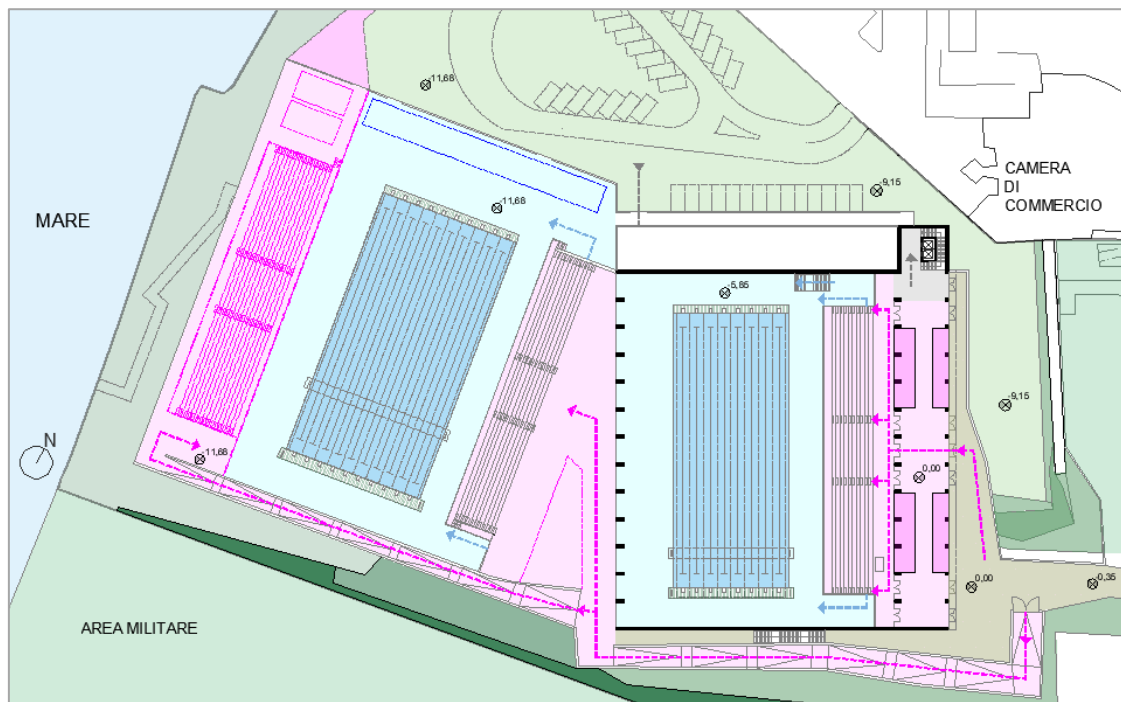 -11,68
-9,15
CAMERA
DI
COMMERCIO
-11,68
MARE
-5,85
-9,15
N
-11,68
0,00
0,00
-0,35
AREA MILITARE